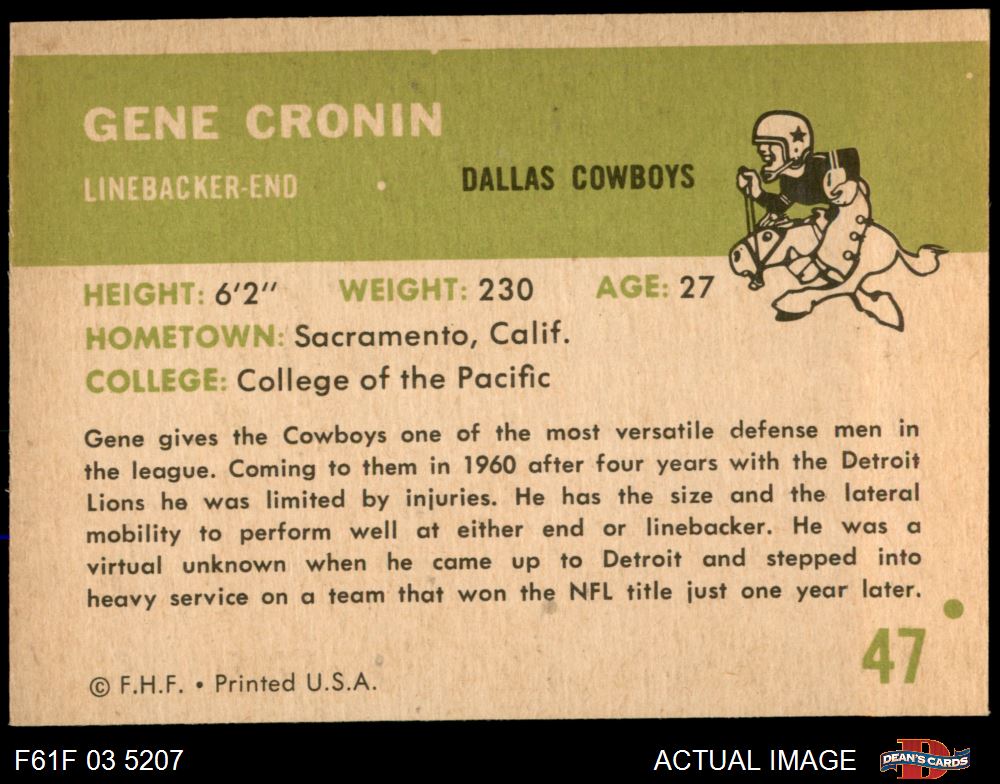 GENE CRONIN
LINEBACKER-END
DALLAS COWBOYS
HEIGHT: 6'2" WEIGHT: 230 AGE: 27
HOMETOWN: Sacramento, Calif.
COLLEGE: College of the Pacific
Gene gives the Cowboys one of the most versatile defense men in
the league. Coming to them in 1960 after four years with the Detroit
Lions he was limited by injuries. He has the size and the lateral
mobility to perform well at either end or linebacker. He was a
virtual unknown when he came up to Detroit and stepped into
heavy service on a team that won the NFL title just one year later.
47
© F.H.F. • Printed U.S.A.
F61F 03 5207
ACTUAL IMAGE
D
DEAN'S CARDS